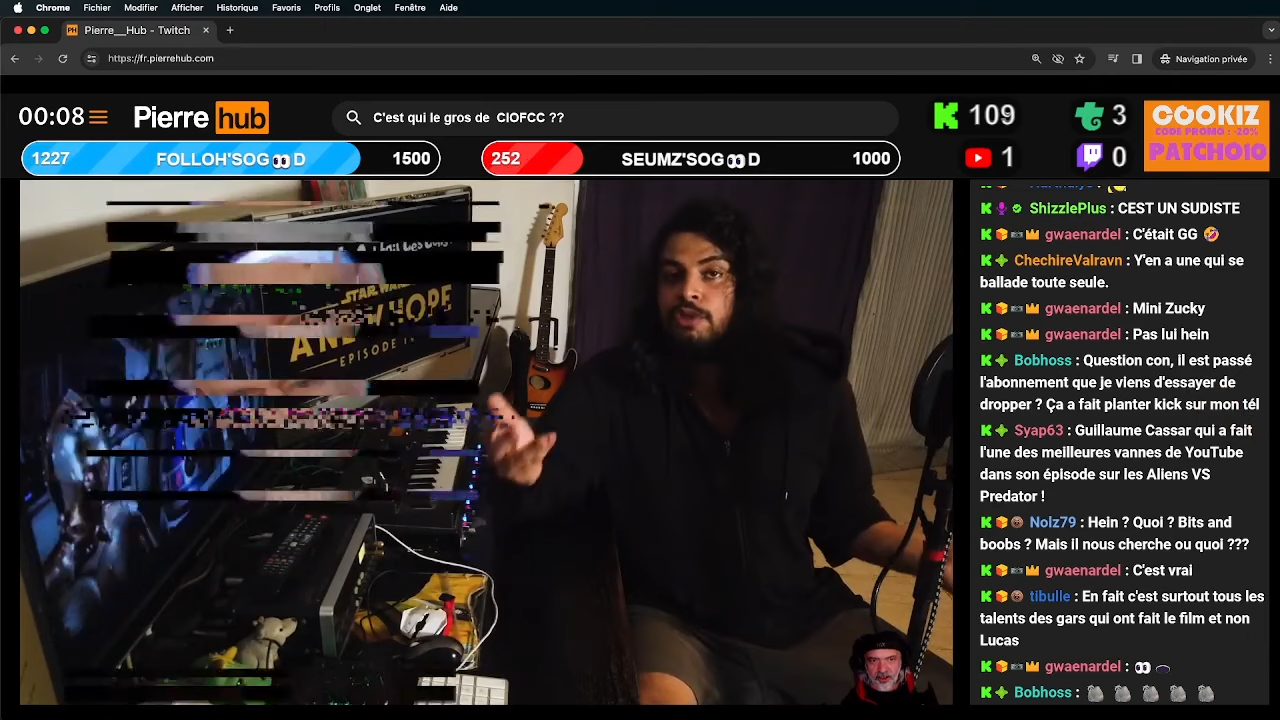 Chrome Fichier Modifier Afficher Historique Favoris Profils Onglet Fenêtre Aide
PH Pierre__Hub - Twitch
https://fr.pierrehub.com
Navigation privée
00:08
Pierre hub
C'est qui le gros de CIOFCC ??
109
3
1
0
COOKIZ
CODE PROMO : -20%
PATCHO10
1227 FOLLOH'SOG👀D 1500
252 SEUMZ'SOG👀D 1000
ShizzlePlus : CEST UN SUDISTE
gwaenardel : C'était GG 🤣
ChechireValravn : Y'en a une qui se
ballade toute seule.
gwaenardel : Mini Zucky
gwaenardel : Pas lui hein
Bobhoss : Question con, il est passé
l'abonnement que je viens d'essayer de
dropper ? Ça a fait planter kick sur mon tél
Syap63 : Guillaume Cassar qui a fait
l'une des meilleures vannes de YouTube
dans son épisode sur les Aliens VS
Predator !
Nolz79 : Hein ? Quoi ? Bits and
boobs ? Mais il nous cherche ou quoi ???
gwaenardel : C'est vrai
tibulle : En fait c'est surtout tous les
talents des gars qui ont fait le film et non
Lucas
gwaenardel : 👀
Bobhoss :
STAR WARS
A NEW HOPE
EPISODE